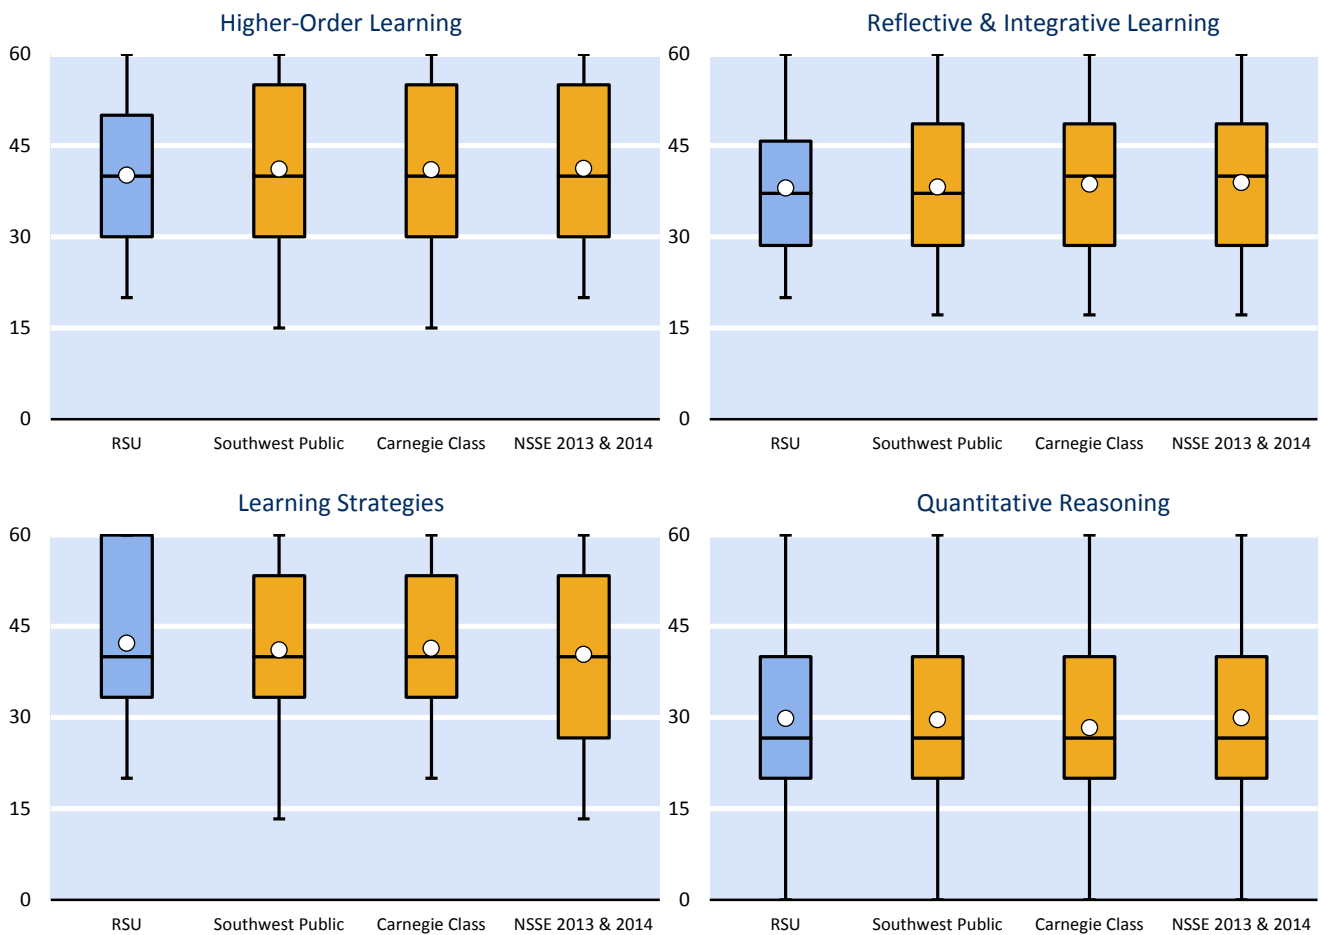 Higher-Order Learning
60
45
30
15
0
RSU Southwest Public Carnegie Class NSSE 2013 & 2014
Reflective & Integrative Learning
60
45
30
15
0
RSU Southwest Public Carnegie Class NSSE 2013 & 2014
Learning Strategies
60
45
30
15
0
RSU Southwest Public Carnegie Class NSSE 2013 & 2014
Quantitative Reasoning
60
45
30
15
0
RSU Southwest Public Carnegie Class NSSE 2013 & 2014